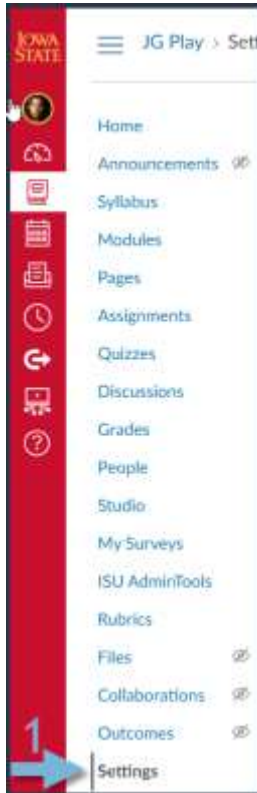 IOWA
STATE
JG Play › Sett
Home
Announcements
Syllabus
Modules
Pages
Assignments
Quizzes
Discussions
Grades
People
Studio
My Surveys
ISU AdminTools
Rubrics
Files
Collaborations
Outcomes
1
Settings